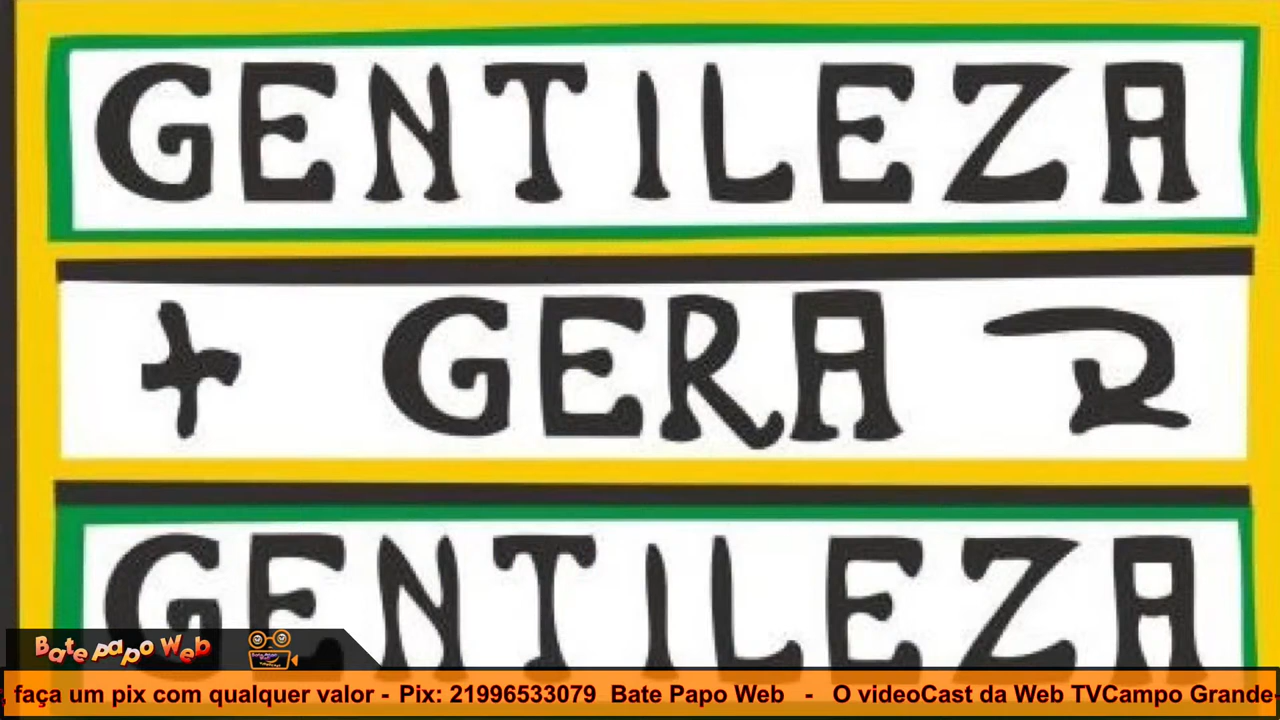 GENTILEZA
+ GERA R
GENTILEZA
Bate papo Web
faça um pix com qualquer valor - Pix: 21996533079 Bate Papo Web - O videoCast da Web TVCampo Grande